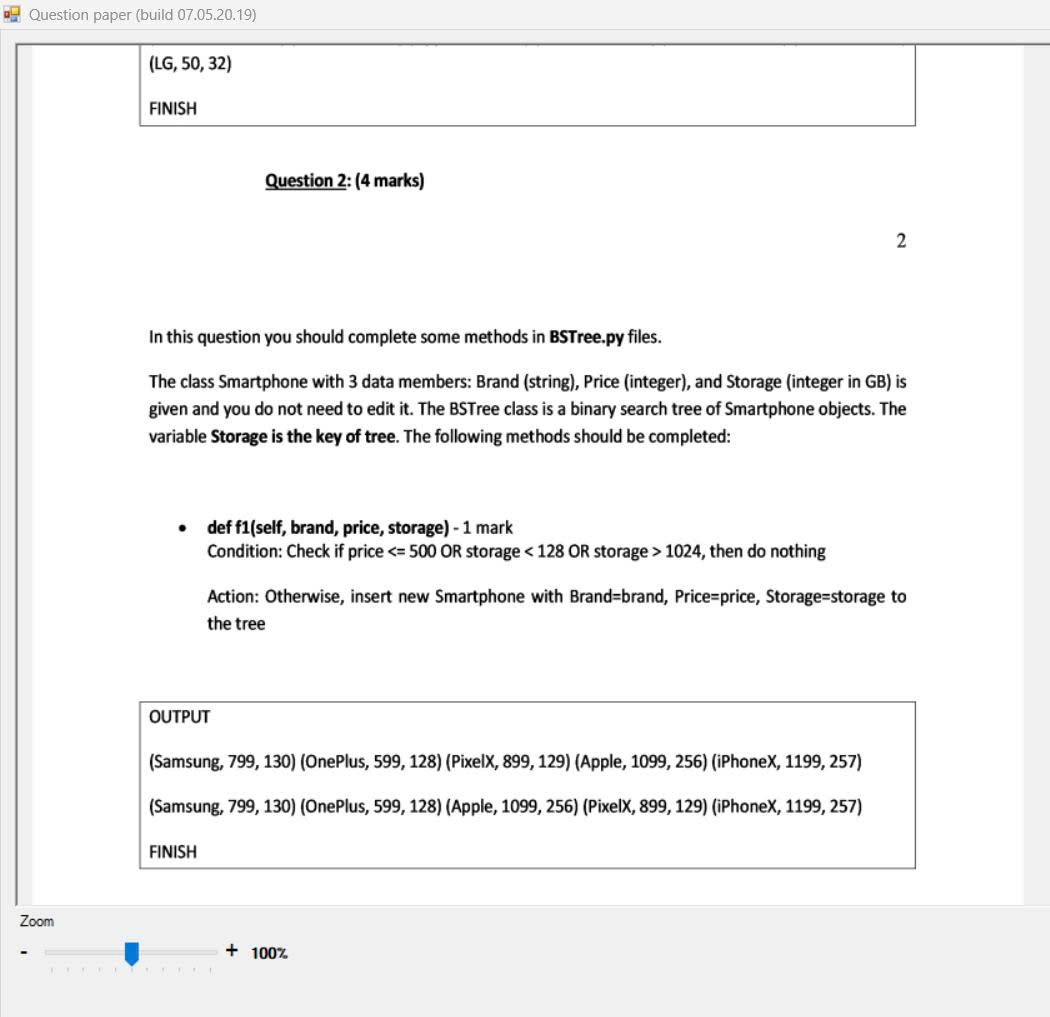 Question paper (build 07.05.20.19)
(LG, 50, 32)
FINISH
Question 2: (4 marks)
2
In this question you should complete some methods in BSTree.py files.
The class Smartphone with 3 data members: Brand (string), Price (integer), and Storage (integer in GB) is
given and you do not need to edit it. The BSTree class is a binary search tree of Smartphone objects. The
variable Storage is the key of tree. The following methods should be completed:
• def f1(self, brand, price, storage) - 1 mark
Condition: Check if price <= 500 OR storage < 128 OR storage > 1024, then do nothing
Action: Otherwise, insert new Smartphone with Brand=brand, Price=price, Storage=storage to
the tree
OUTPUT
(Samsung, 799, 130) (OnePlus, 599, 128) (PixelX, 899, 129) (Apple, 1099, 256) (iPhoneX, 1199, 257)
(Samsung, 799, 130) (OnePlus, 599, 128) (Apple, 1099, 256) (PixelX, 899, 129) (iPhoneX, 1199, 257)
FINISH
Zoom
- + 100%